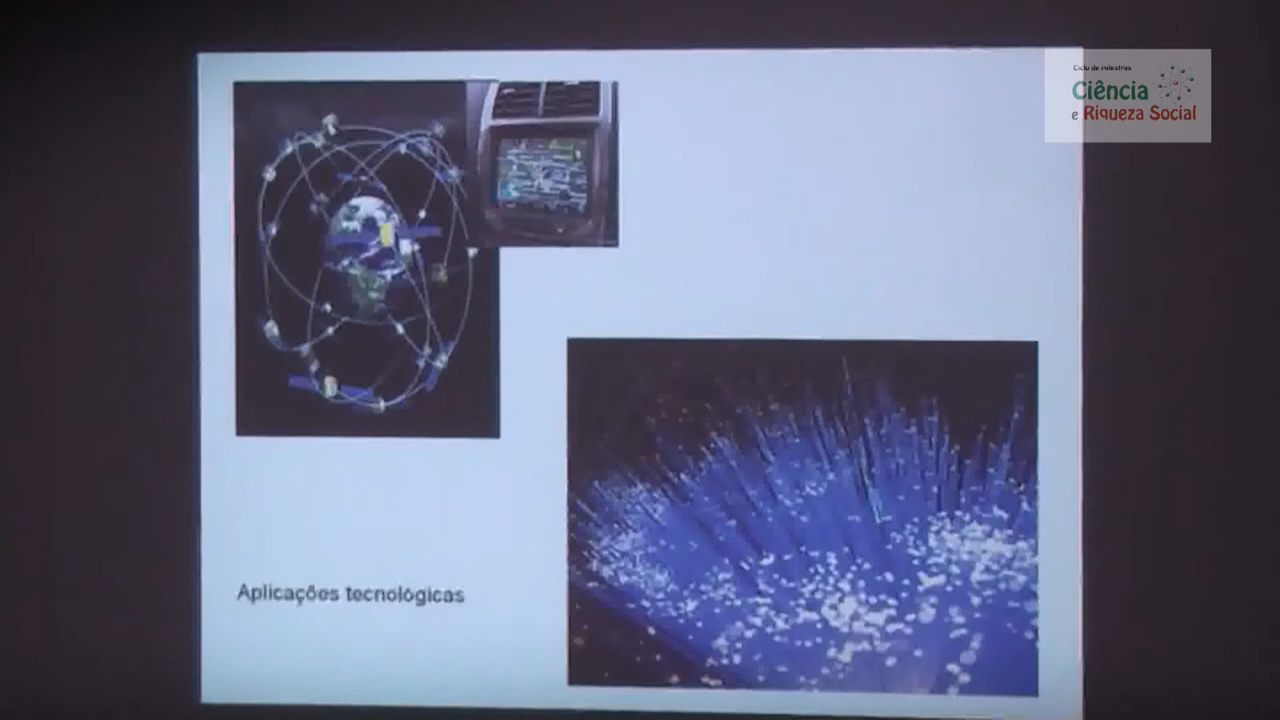 Ciclo de palestras
Ciência
e Riqueza Social
Aplicações tecnológicas